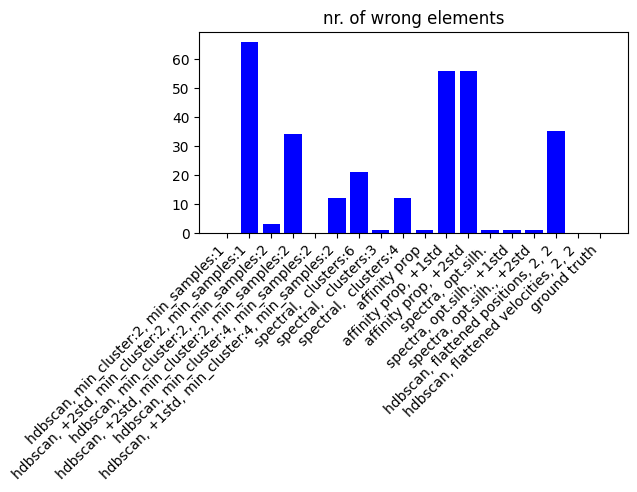 nr. of wrong elements
60
50
40
30
20
10
0
hdbscan, min_cluster:2, min_samples:1
hdbscan, +2std, min_cluster:2, min_samples:1
hdbscan, min_cluster:2, min_samples:2
hdbscan, +2std, min_cluster:2, min_samples:2
hdbscan, min_cluster:4, min_samples:2
hdbscan, +1std, min_cluster:4, min_samples:2
spectral,  clusters:6
spectral,  clusters:3
spectral,  clusters:4
affinity prop
affinity prop, +1std
affinity prop, +2std
spectra, opt.silh.
spectra, opt.silh., +1std
spectra, opt.silh., +2std
hdbscan, flattened positions, 2, 2
hdbscan, flattened velocities, 2, 2
ground truth